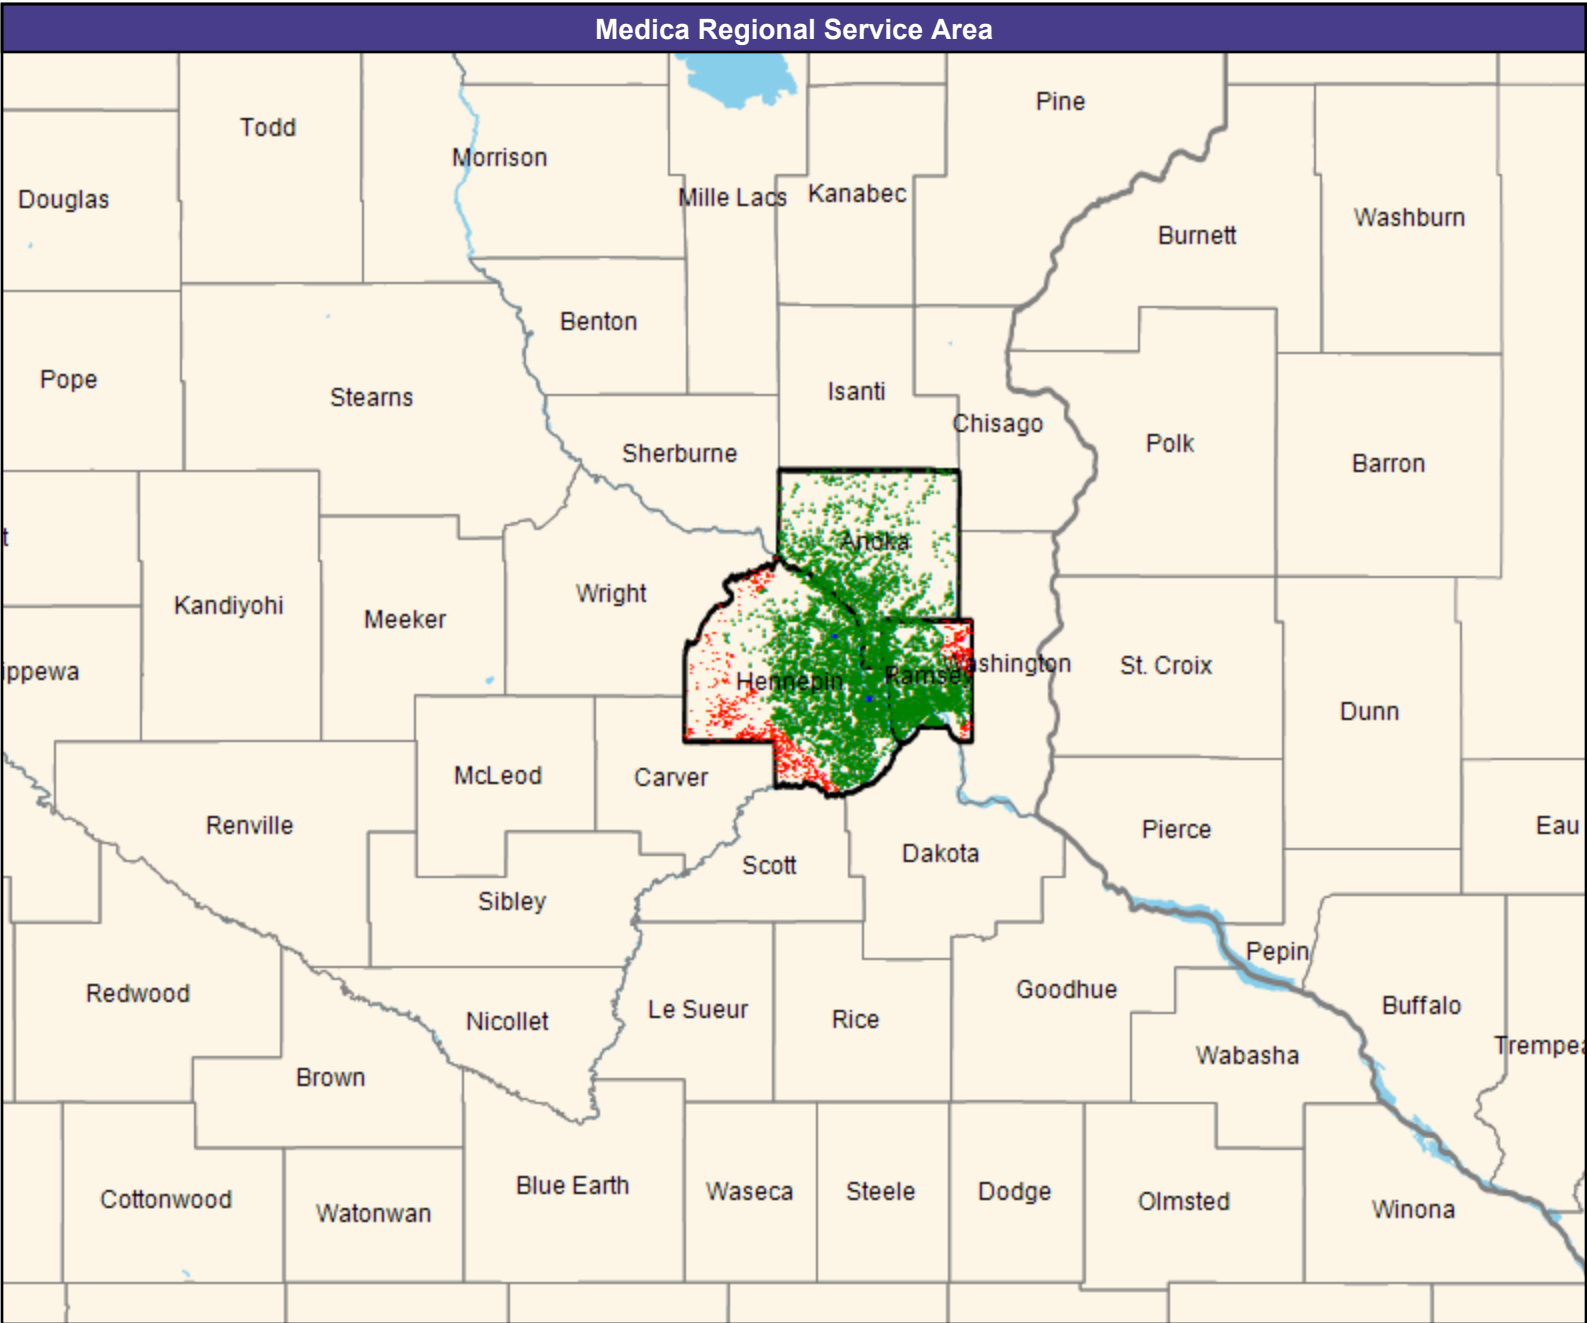 Medica Regional Service Area
Pine
Todd
Morrison
Douglas
Mille Lacs
Kanabec
Washburn
Burnett
Benton
Pope
Stearns
Isanti
Chisago
Polk
Sherburne
Barron
t
Anoka
Wright
Kandiyohi
Meeker
ippewa
Hennepin
Ramsey
Washington
St. Croix
Dunn
McLeod
Carver
Renville
Pierce
Eau
Scott
Dakota
Sibley
Pepin
Redwood
Nicollet
Le Sueur
Rice
Goodhue
Buffalo
Trempea
Wabasha
Brown
Cottonwood
Watonwan
Blue Earth
Waseca
Steele
Dodge
Olmsted
Winona